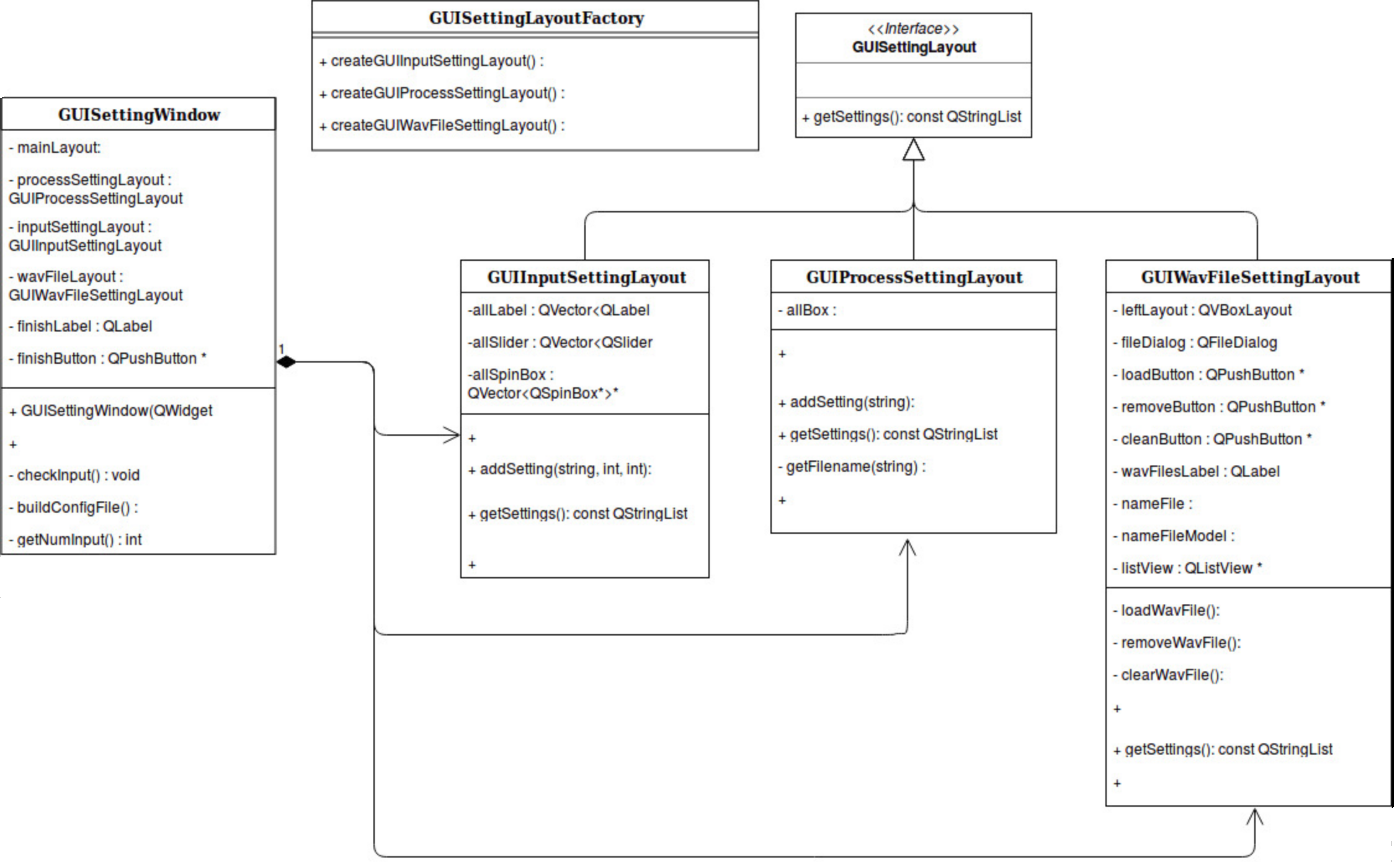 GUISettingLayoutFactory
+ createGUIInputSettingLayout() :
+ createGUIProcessSettingLayout() :
+ createGUIWavFileSettingLayout() :
<<Interface>>
GUISettingLayout
+ getSettings(): const QStringList
GUISettingWindow
- mainLayout:
- processSettingLayout :
GUIProcessSettingLayout
- inputSettingLayout :
GUIInputSettingLayout
- wavFileLayout :
GUIWavFileSettingLayout
- finishLabel : QLabel
- finishButton : QPushButton *
+ GUISettingWindow(QWidget
+
- checkInput() : void
- buildConfigFile() :
- getNumInput() : int
1
GUIInputSettingLayout
-allLabel : QVector<QLabel
-allSlider : QVector<QSlider
-allSpinBox :
QVector<QSpinBox*>*
+
+ addSetting(string, int, int):
+ getSettings(): const QStringList
+
GUIProcessSettingLayout
- allBox :
+
+ addSetting(string):
+ getSettings(): const QStringList
- getFilename(string) :
+
GUIWavFileSettingLayout
- leftLayout : QVBoxLayout
- fileDialog : QFileDialog
- loadButton : QPushButton *
- removeButton : QPushButton *
- cleanButton : QPushButton *
- wavFilesLabel : QLabel
- nameFile :
- nameFileModel :
- listView : QListView *
- loadWavFile():
- removeWavFile():
- clearWavFile():
+
+ getSettings(): const QStringList
+